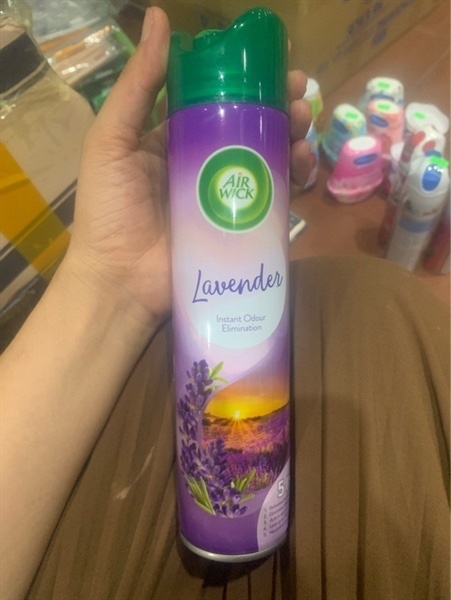 AIR
WICK
Lavender
Instant Odour
Elimination
5